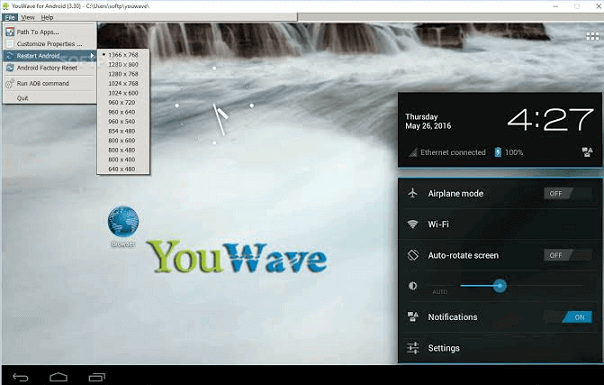 YouWave for Android (3.30) - C:\Users\softp\youwave\
File View Help
Path To Apps...
Customize Properties ...
Restart Android
Android Factory Reset
Run ADB command
Quit
1366 x 768
1280 x 800
1280 x 768
1024 x 768
1024 x 600
960 x 720
960 x 640
960 x 540
854 x 480
800 x 600
800 x 480
800 x 480
640 x 480
Browser
YouWave
Thursday
May 26, 2016
4:27
Ethernet connected 100%
Airplane mode OFF
Wi-Fi
Auto-rotate screen OFF
AUTO
Notifications ON
Settings